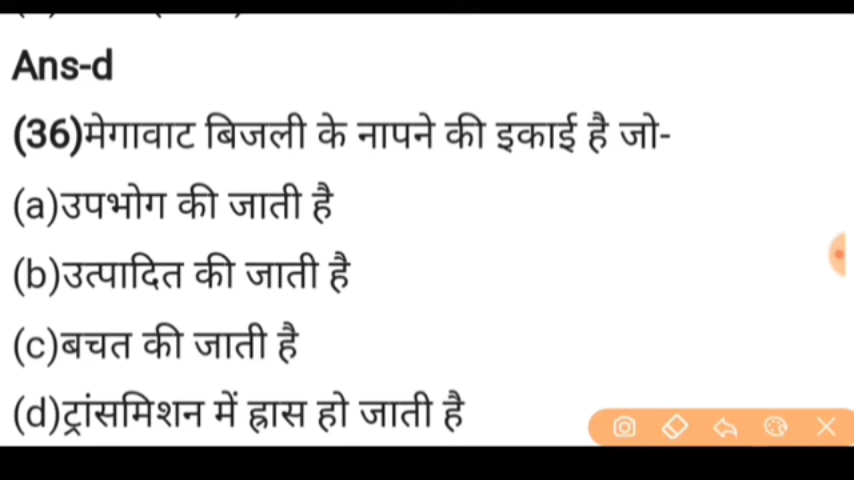 Ans-d
(36)मेगावाट बिजली के नापने की इकाई है जो-
(a)उपभोग की जाती है
(b)उत्पादित की जाती है
(c)बचत की जाती है
(d)ट्रांसमिशन में ह्रास हो जाती है